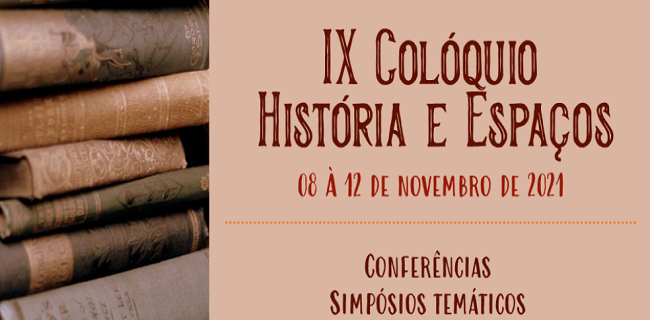 IX Colóquio
História e Espaços
08 À 12 de novembro de 2021
Conferências
Simpósios temáticos